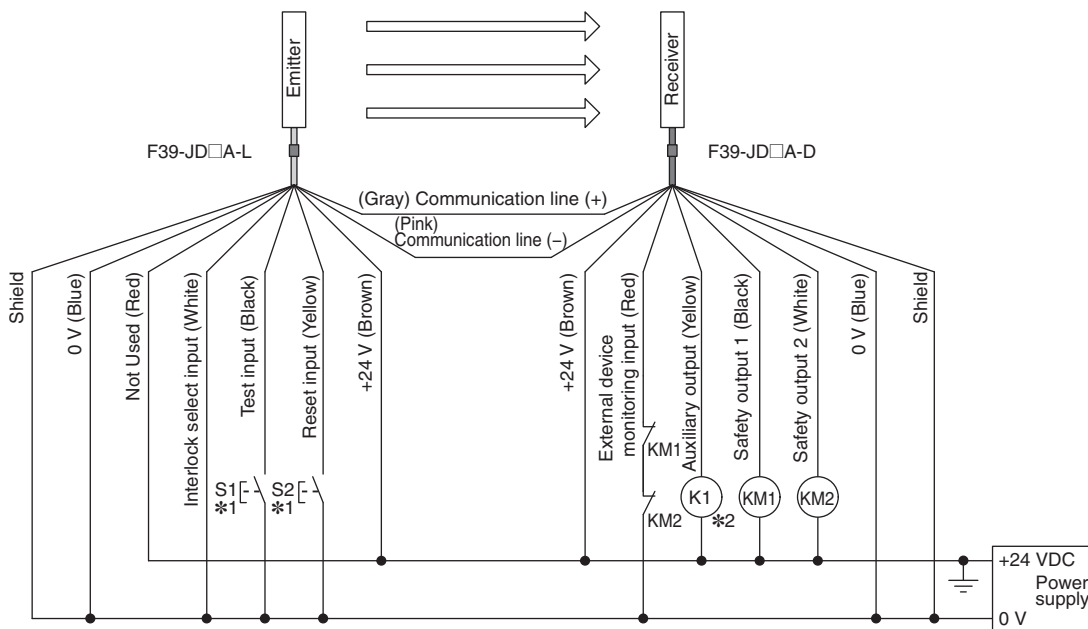 Emitter
Receiver
F39-JD□A-L
F39-JD□A-D
(Gray) Communication line (+)
(Pink)
Communication line (–)
Shield
0 V (Blue)
Not Used (Red)
Interlock select input (White)
Test input (Black)
Reset input (Yellow)
+24 V (Brown)
+24 V (Brown)
External device
monitoring input (Red)
Auxiliary output (Yellow)
Safety output 1 (Black)
Safety output 2 (White)
0 V (Blue)
Shield
S1
*1
S2
*1
KM1
KM2
K1
*2
KM1
KM2
+24 VDC
Power
supply
0 V